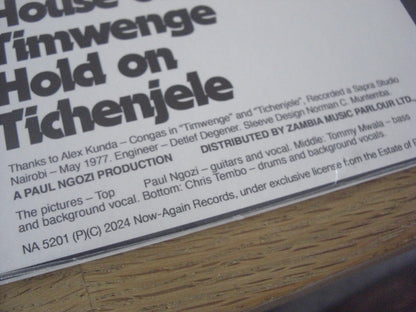 House
Timwenge
Hold on
Tichenjele
Thanks to Alex Kunda – Congas in "Timwenge" and "Tichenjele", Recorded a Sapra Studio
Nairobi – May 1977. Engineer – Detlef Degener. Sleeve Design Norman C. Muntemba
A PAUL NGOZI PRODUCTION DISTRIBUTED BY ZAMBIA MUSIC PARLOUR LTD
The pictures – Top Paul Ngozi – guitars and vocal. Middle: Tommy Mwale – bass
and background vocal. Bottom: Chris Tembo – drums and background vocals.
NA 5201 (P)(C) 2024 Now-Again Records, under exclusive license from the Estate of